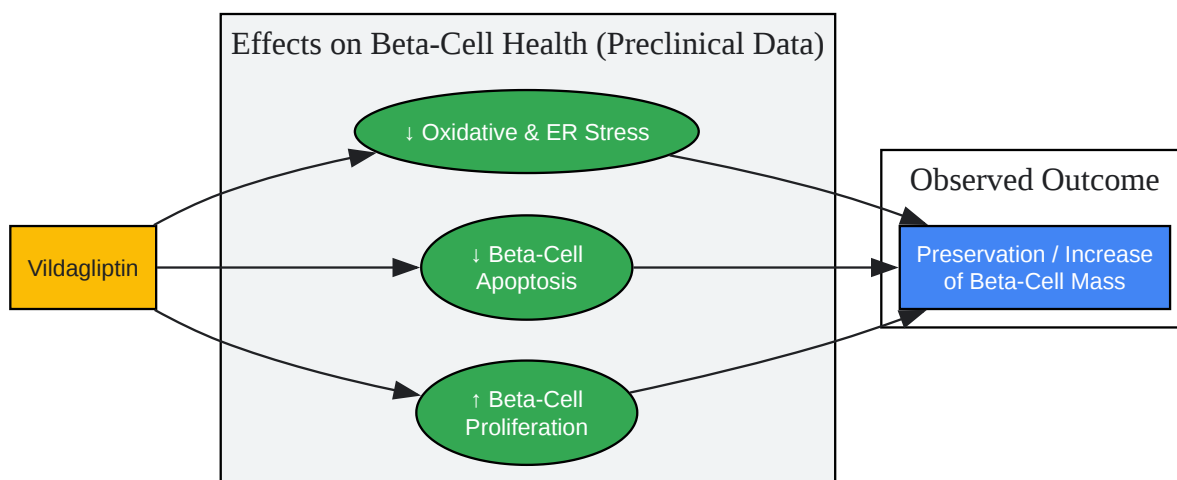 Effects on Beta-Cell Health (Preclinical Data)
↓ Oxidative & ER Stress
Observed Outcome
Vildagliptin
↓ Beta-Cell
Apoptosis
Preservation / Increase
of Beta-Cell Mass
↑ Beta-Cell
Proliferation